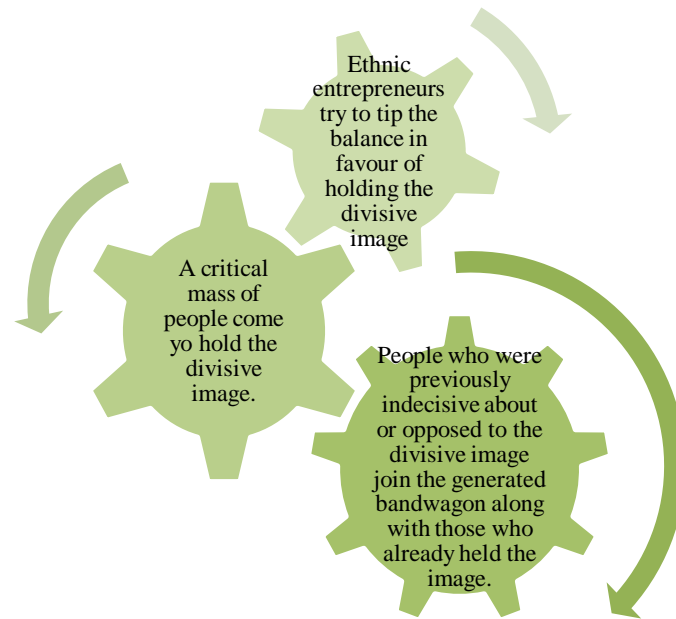 Ethnic
entrepreneurs
try to tip the
balance in
favour of
holding the
divisive
image
A critical
mass of
people come
yo hold the
divisive
image.
People who were
previously
indecisive about
or opposed to the
divisive image
join the generated
bandwagon along
with those who
already held the
image.